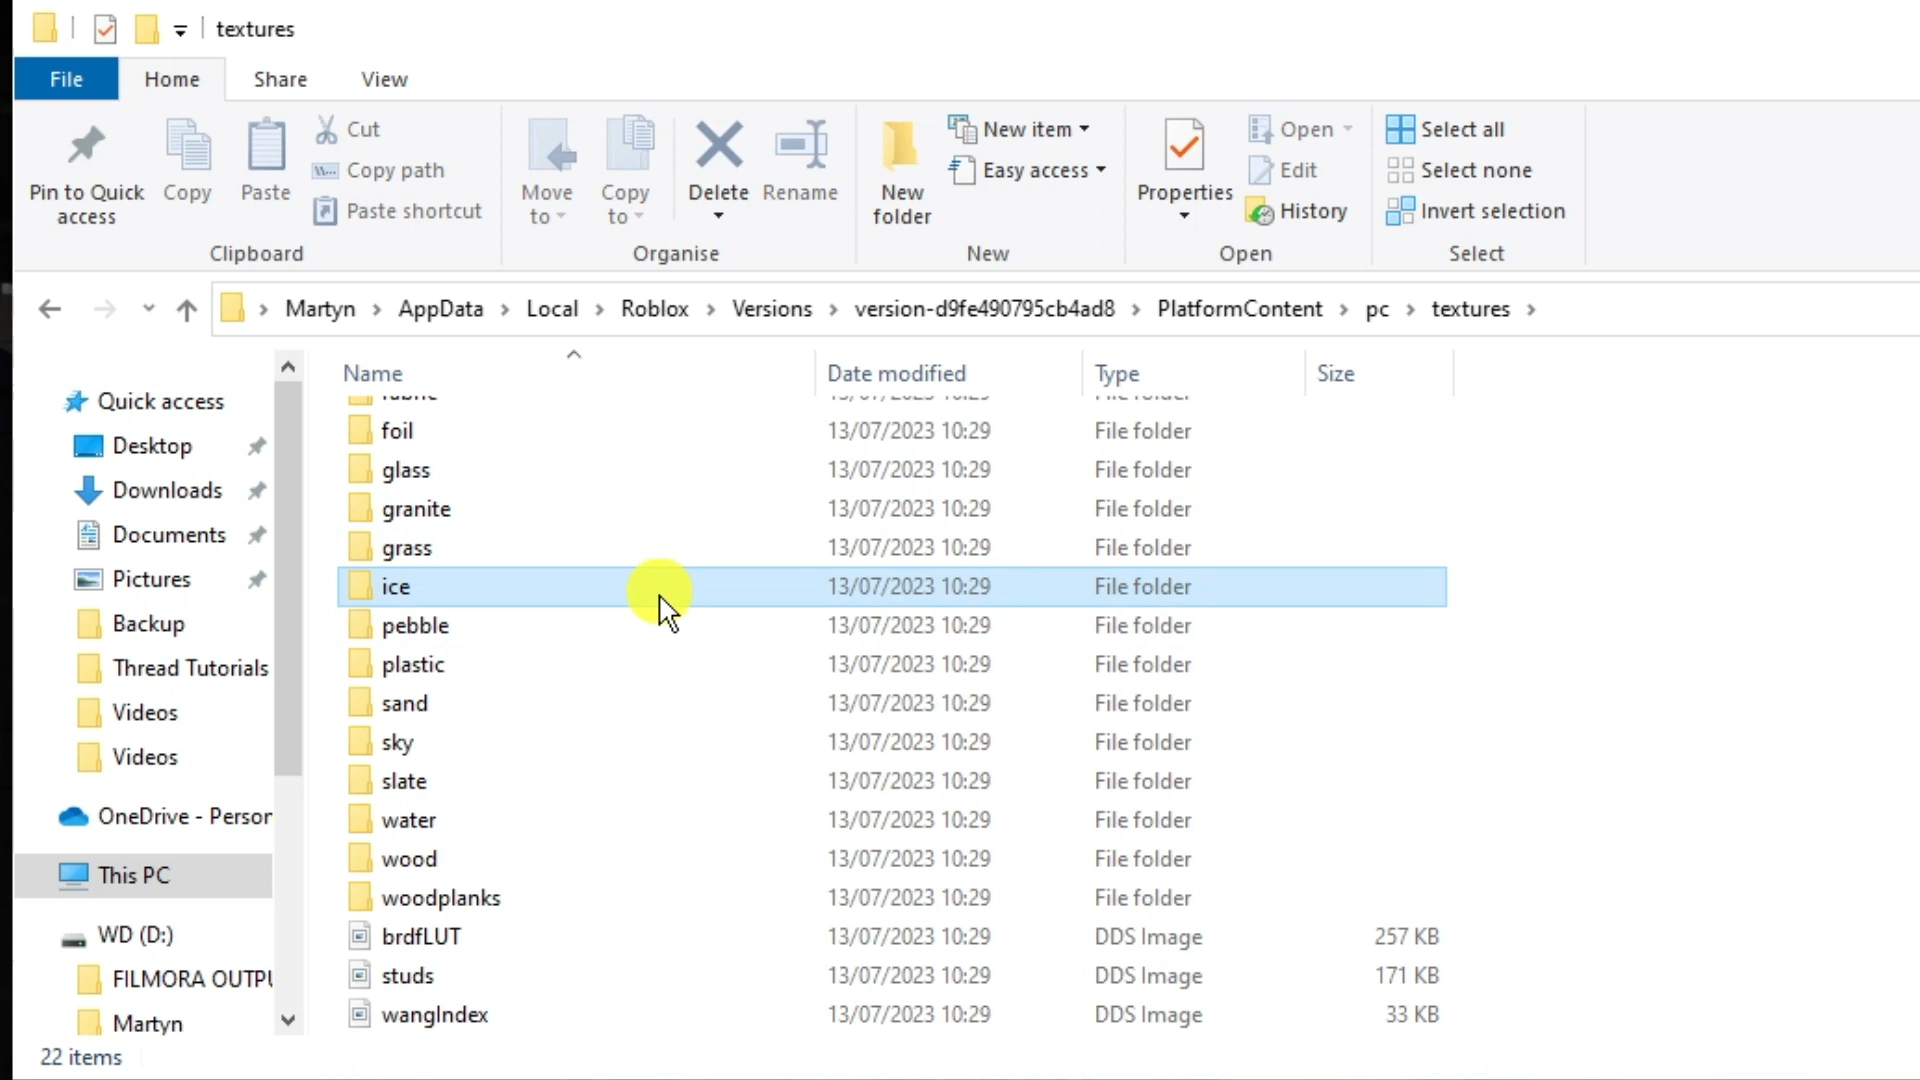 textures
File Home Share View
Pin to Quick access
Copy
Paste
Cut
Copy path
Paste shortcut
Clipboard
Move to
Copy to
Delete
Rename
Organise
New folder
New item
Easy access
New
Properties
Open
Edit
History
Open
Select all
Select none
Invert selection
Select
Martyn AppData Local Roblox Versions version-d9fe490795cb4ad8 PlatformContent pc textures
Quick access
Desktop
Downloads
Documents
Pictures
Backup
Thread Tutorials
Videos
Videos
OneDrive - Person
This PC
WD (D:)
FILMORA OUTPU
Martyn
Name Date modified Type Size
foil 13/07/2023 10:29 File folder
glass 13/07/2023 10:29 File folder
granite 13/07/2023 10:29 File folder
grass 13/07/2023 10:29 File folder
ice 13/07/2023 10:29 File folder
pebble 13/07/2023 10:29 File folder
plastic 13/07/2023 10:29 File folder
sand 13/07/2023 10:29 File folder
sky 13/07/2023 10:29 File folder
slate 13/07/2023 10:29 File folder
water 13/07/2023 10:29 File folder
wood 13/07/2023 10:29 File folder
woodplanks 13/07/2023 10:29 File folder
brdfLUT 13/07/2023 10:29 DDS Image 257 KB
studs 13/07/2023 10:29 DDS Image 171 KB
wangIndex 13/07/2023 10:29 DDS Image 33 KB
22 items